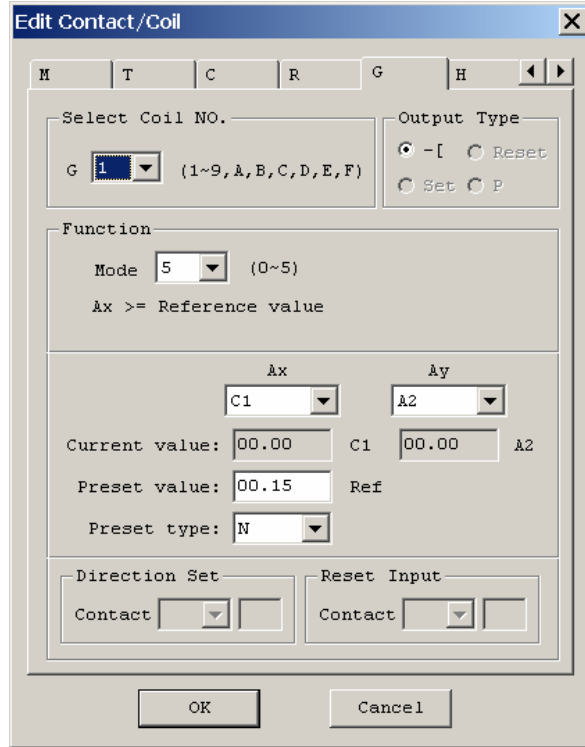 Edit Contact/Coil
M T C R G H
Select Coil NO.
G 1 (1~9,A,B,C,D,E,F)
Output Type
-[ Reset
Set P
Function
Mode 5 (0~5)
Ax >= Reference value
Ax Ay
C1 A2
Current value: 00.00 C1 00.00 A2
Preset value: 00.15 Ref
Preset type: N
Direction Set
Contact
Reset Input
Contact
OK Cancel